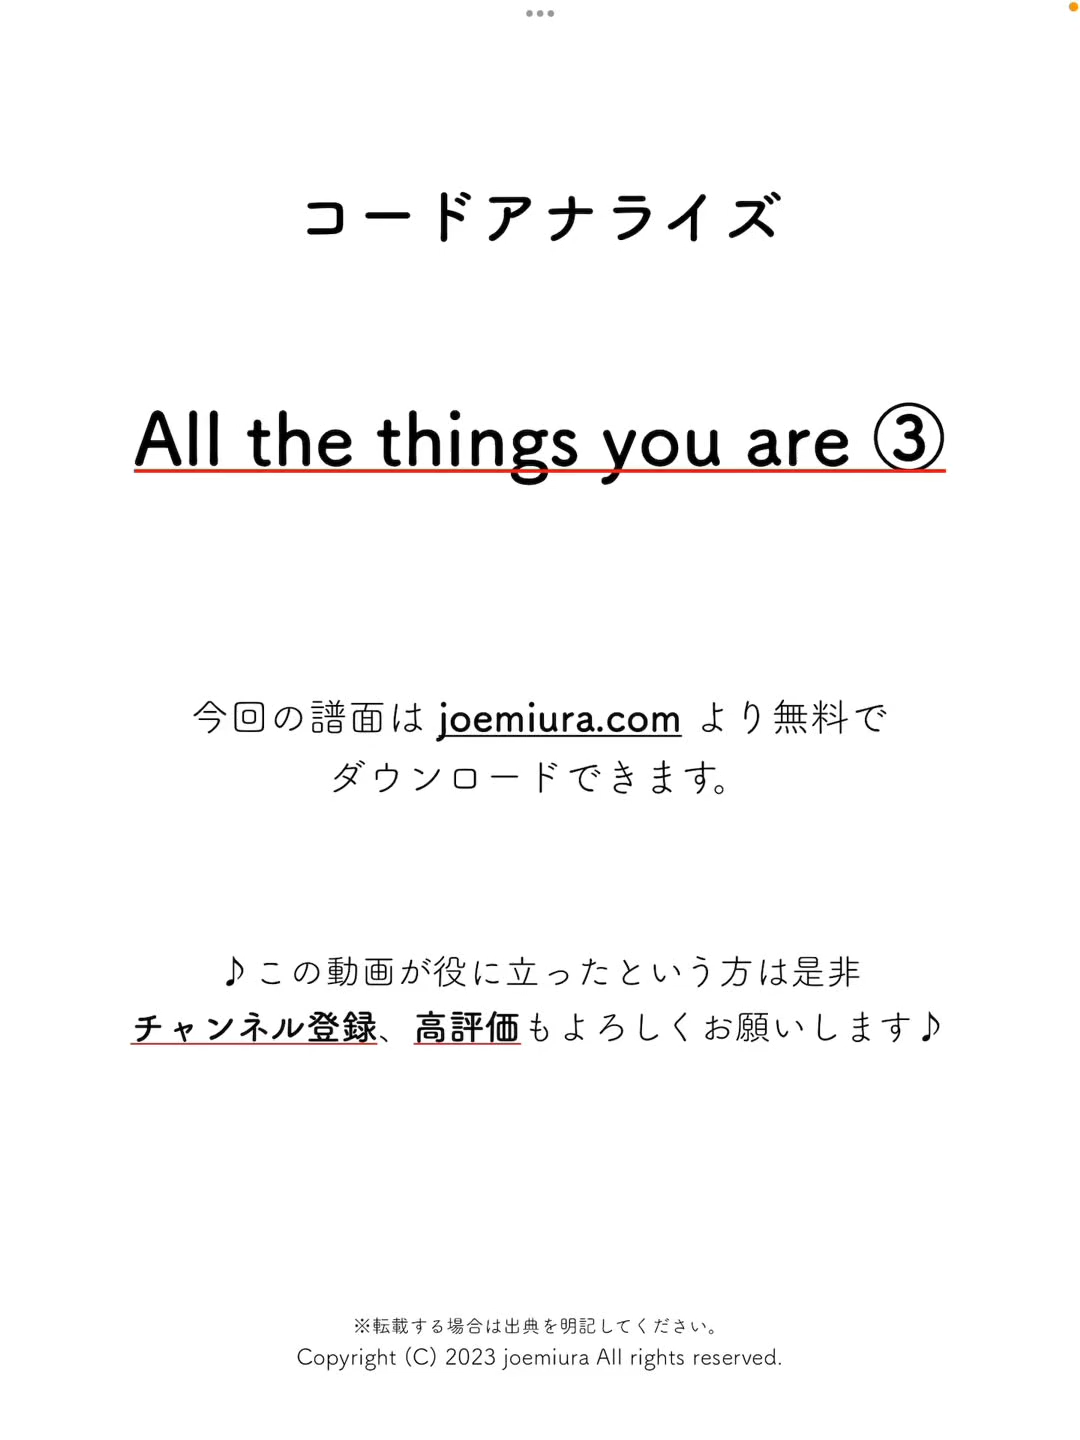 コードアナライズ
All the things you are ③
今回の譜面は joemiura.com より無料で
ダウンロードできます。
♪この動画が役に立ったという方は是非
チャンネル登録、高評価もよろしくお願いします♪
※転載する場合は出典を明記してください。
Copyright (C) 2023 joemiura All rights reserved.